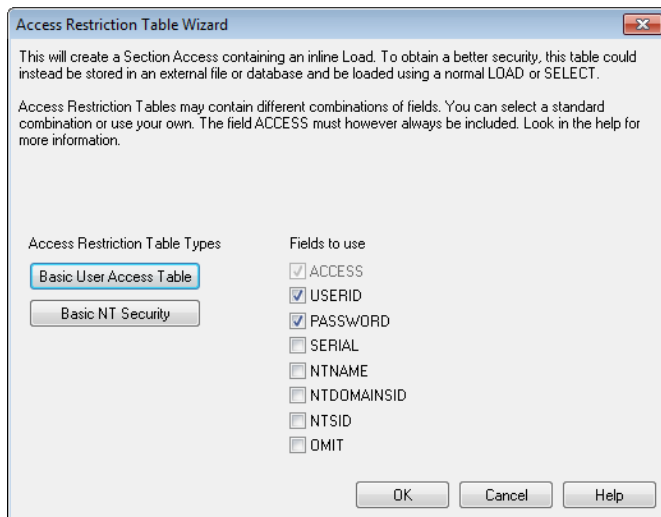 Access Restriction Table Wizard
This will create a Section Access containing an inline Load. To obtain a better security, this table could
instead be stored in an external file or database and be loaded using a normal LOAD or SELECT.
Access Restriction Tables may contain different combinations of fields. You can select a standard
combination or use your own. The field ACCESS must however always be included. Look in the help for
more information.
Access Restriction Table Types
Basic User Access Table
Basic NT Security
Fields to use
ACCESS
USERID
PASSWORD
SERIAL
NTNAME
NTDOMAINSID
NTSID
OMIT
OK Cancel Help